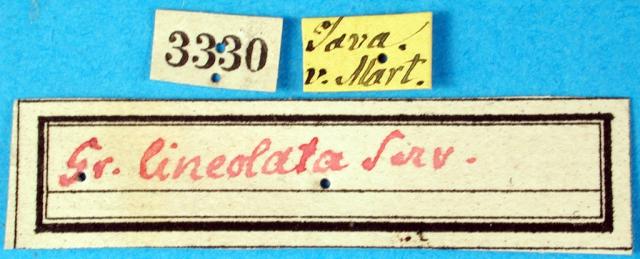 3330
Java.
v. Mart.
Gr. lineolata Serv.